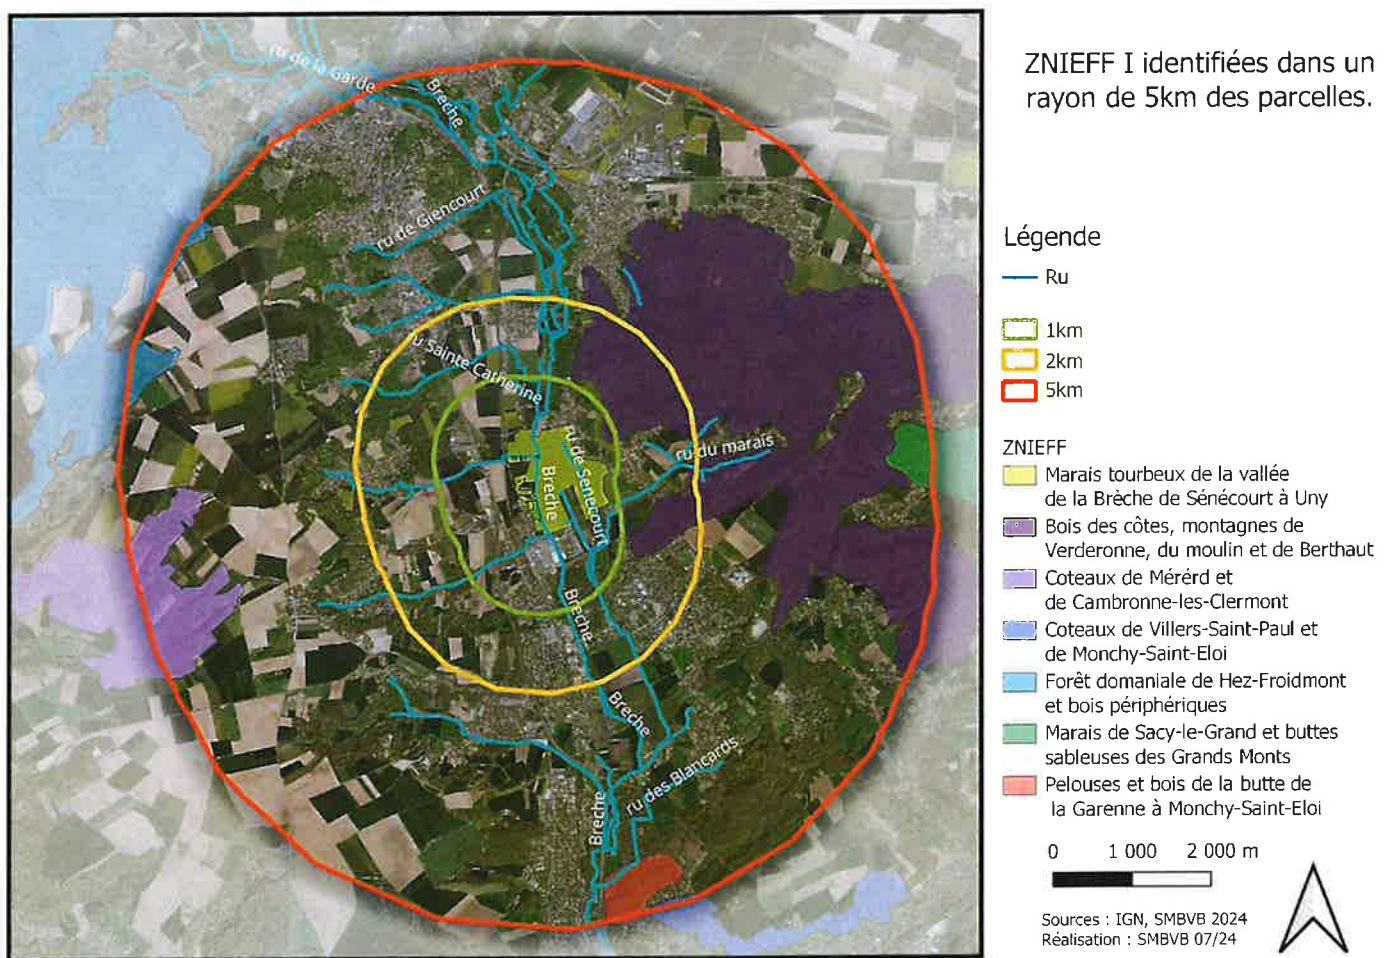 ZNIEFF I identifiées dans un
rayon de 5km des parcelles.
ru de la Garde
Breche
ru de Giencourt
u Sainte Catherine
ru de Senecourt
ru du marais
Breche
Breche
Breche
ru des Blancards
Breche
Légende
Ru
1km
2km
5km
ZNIEFF
Marais tourbeux de la vallée
de la Brèche de Sénécourt à Uny
Bois des côtes, montagnes de
Verderonne, du moulin et de Berthaut
Coteaux de Mérérd et
de Cambronne-les-Clermont
Coteaux de Villers-Saint-Paul et
de Monchy-Saint-Eloi
Forêt domaniale de Hez-Froidmont
et bois périphériques
Marais de Sacy-le-Grand et buttes
sableuses des Grands Monts
Pelouses et bois de la butte de
la Garenne à Monchy-Saint-Eloi
0 1 000 2 000 m
Sources : IGN, SMBVB 2024
Réalisation : SMBVB 07/24